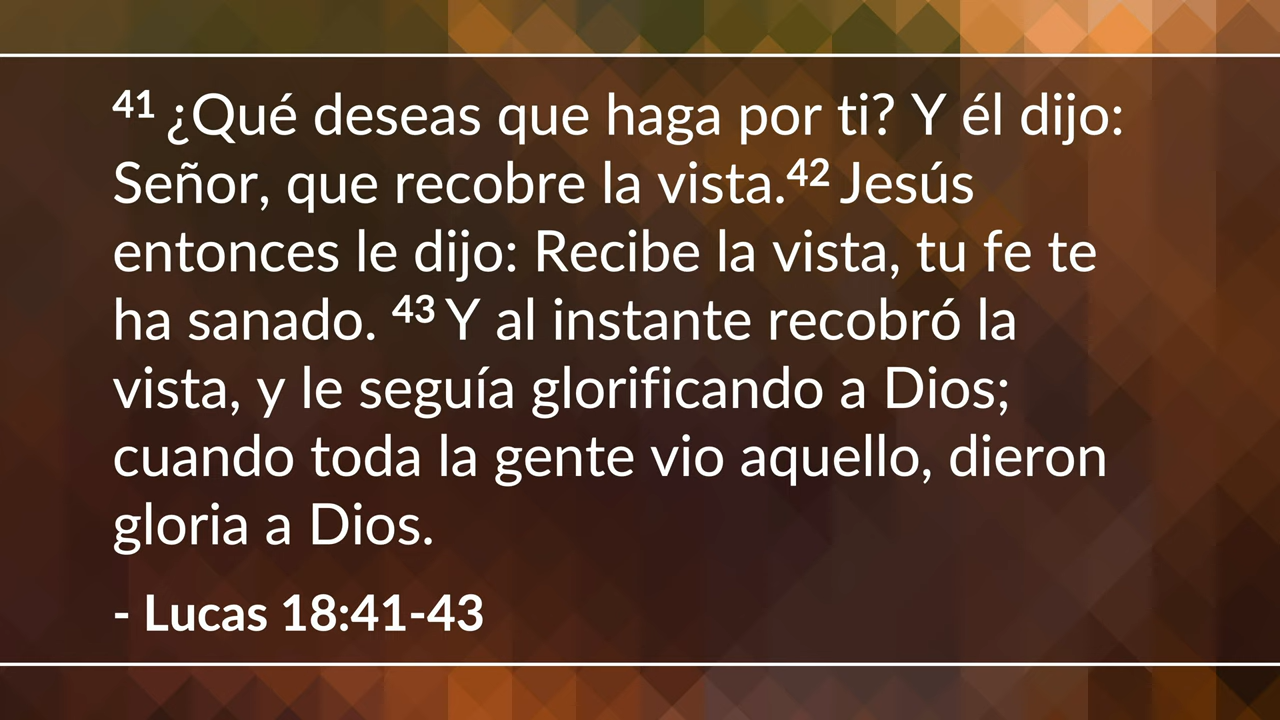 41 ¿Qué deseas que haga por ti? Y él dijo:
Señor, que recobre la vista.42 Jesús
entonces le dijo: Recibe la vista, tu fe te
ha sanado. 43 Y al instante recobró la
vista, y le seguía glorificando a Dios;
cuando toda la gente vio aquello, dieron
gloria a Dios.
- Lucas 18:41-43